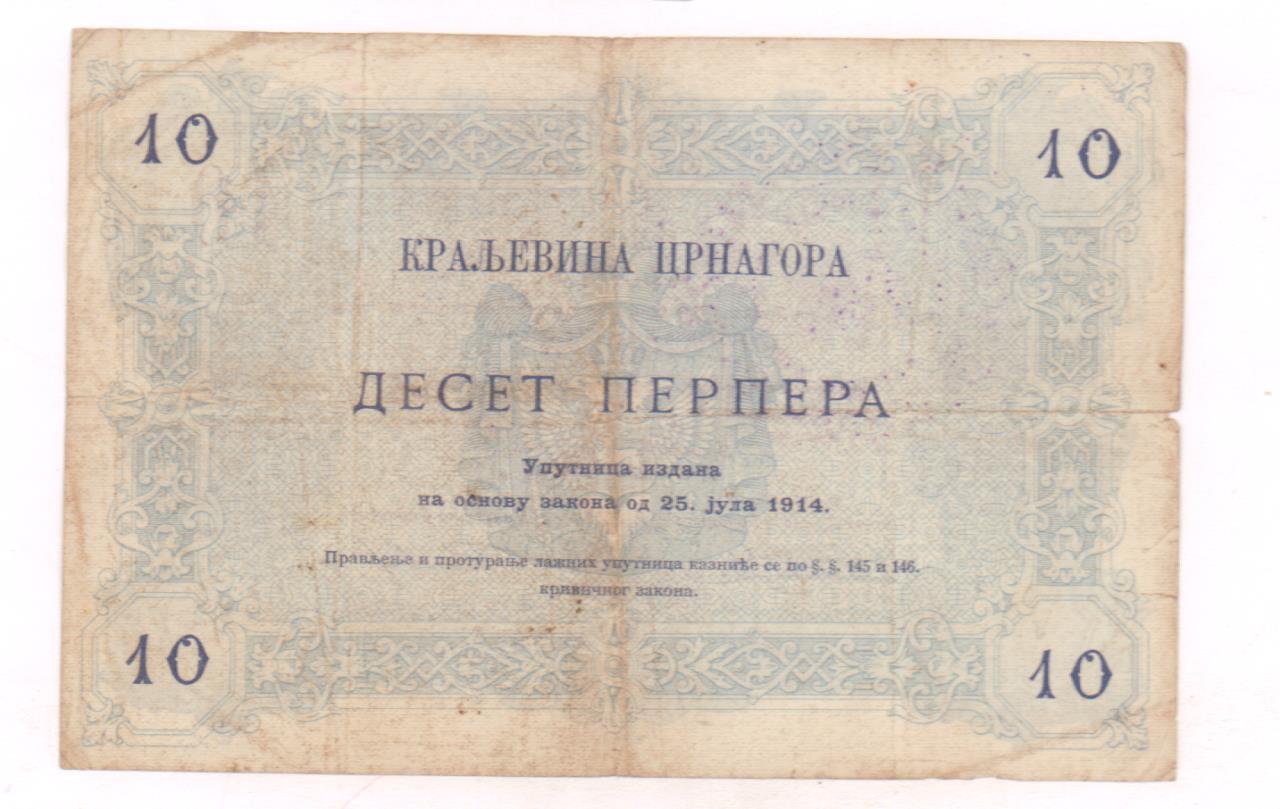 10 10
КРАЉЕВИНА ЦРНАГОРА
ДЕСЕТ ПЕРПЕРА
Упутница издана
на основу закона од 25. јула 1914.
Прављење и протурање лажних упутница казниће се по §. §. 145 и 146.
кривичног закона.
10 10